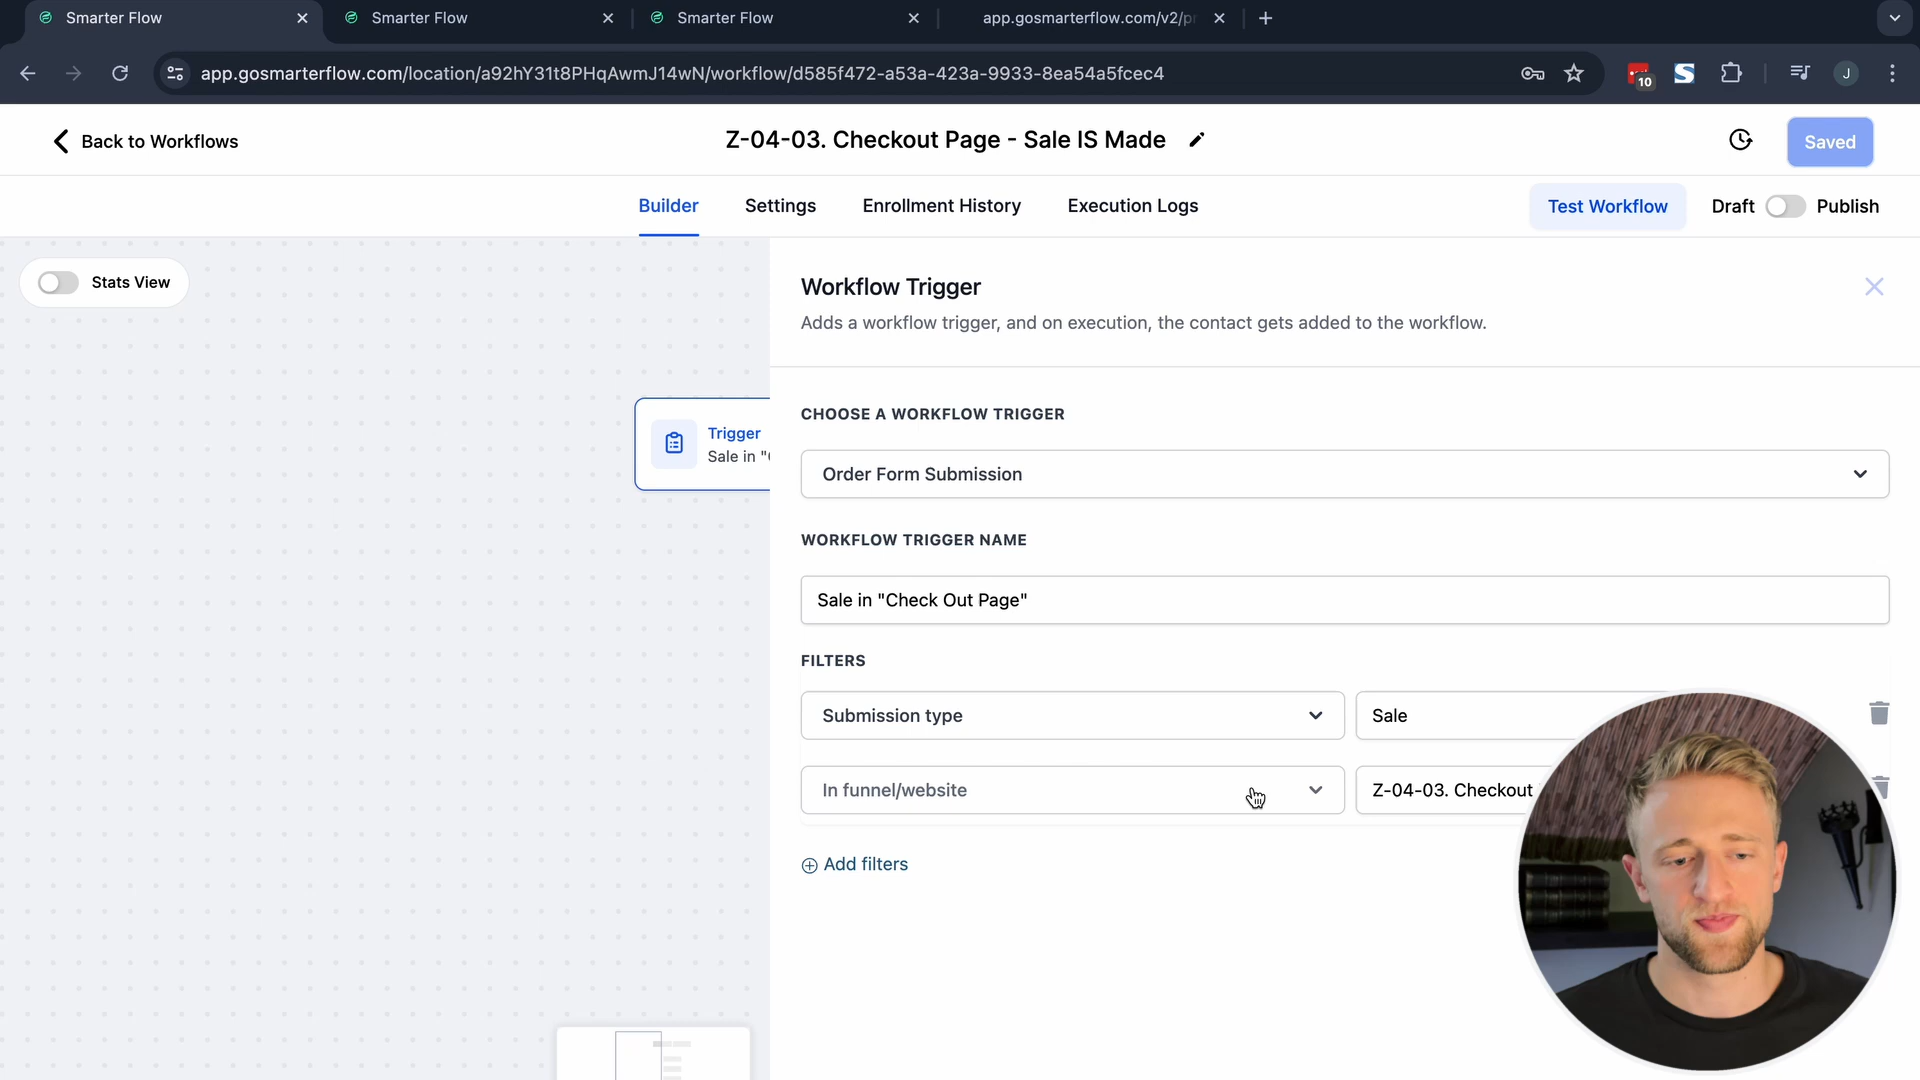 Smarter Flow
Smarter Flow
Smarter Flow
app.gosmarterflow.com/v2/pr
app.gosmarterflow.com/location/a92hY31t8PHqAwmJ14wN/workflow/d585f472-a53a-423a-9933-8ea54a5fcec4
10
J
Back to Workflows
Z-04-03. Checkout Page - Sale IS Made
Saved
Builder
Settings
Enrollment History
Execution Logs
Test Workflow
Draft
Publish
Stats View
Workflow Trigger
Adds a workflow trigger, and on execution, the contact gets added to the workflow.
Trigger
Sale in "
CHOOSE A WORKFLOW TRIGGER
Order Form Submission
WORKFLOW TRIGGER NAME
Sale in "Check Out Page"
FILTERS
Submission type
Sale
In funnel/website
Z-04-03. Checkout
Add filters